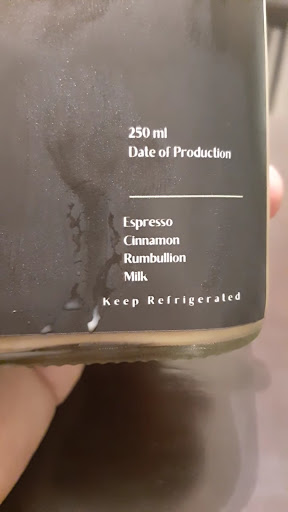 250 ml
Date of Production
Espresso
Cinnamon
Rumbullion
Milk
Keep Refrigerated